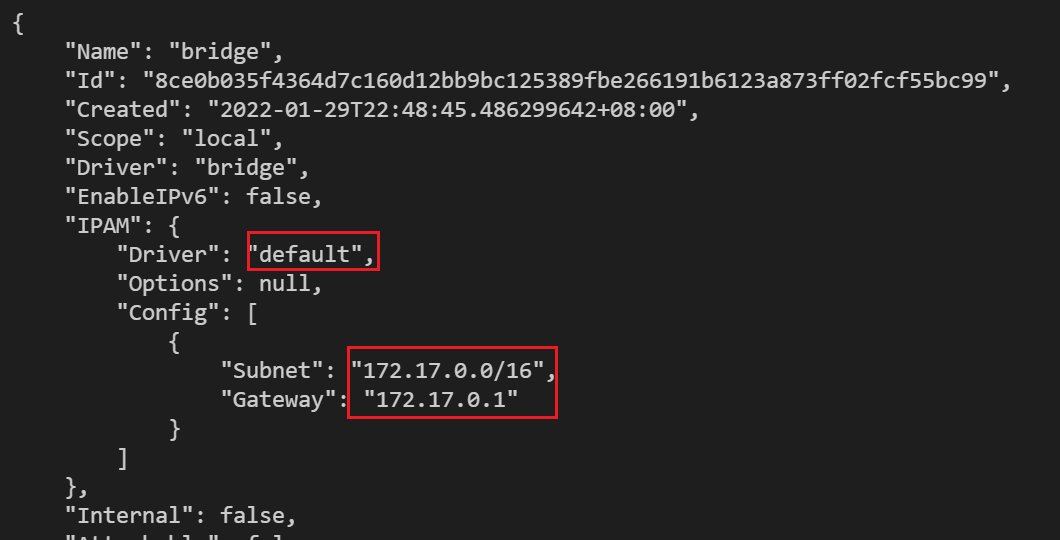 {
"Name": "bridge",
"Id": "8ce0b035f4364d7c160d12bb9bc125389fbe266191b6123a873ff02fcf55bc99",
"Created": "2022-01-29T22:48:45.486299642+08:00",
"Scope": "local",
"Driver": "bridge",
"EnableIPv6": false,
"IPAM": {
"Driver": "default",
"Options": null,
"Config": [
{
"Subnet": "172.17.0.0/16",
"Gateway": "172.17.0.1"
}
]
},
"Internal": false,